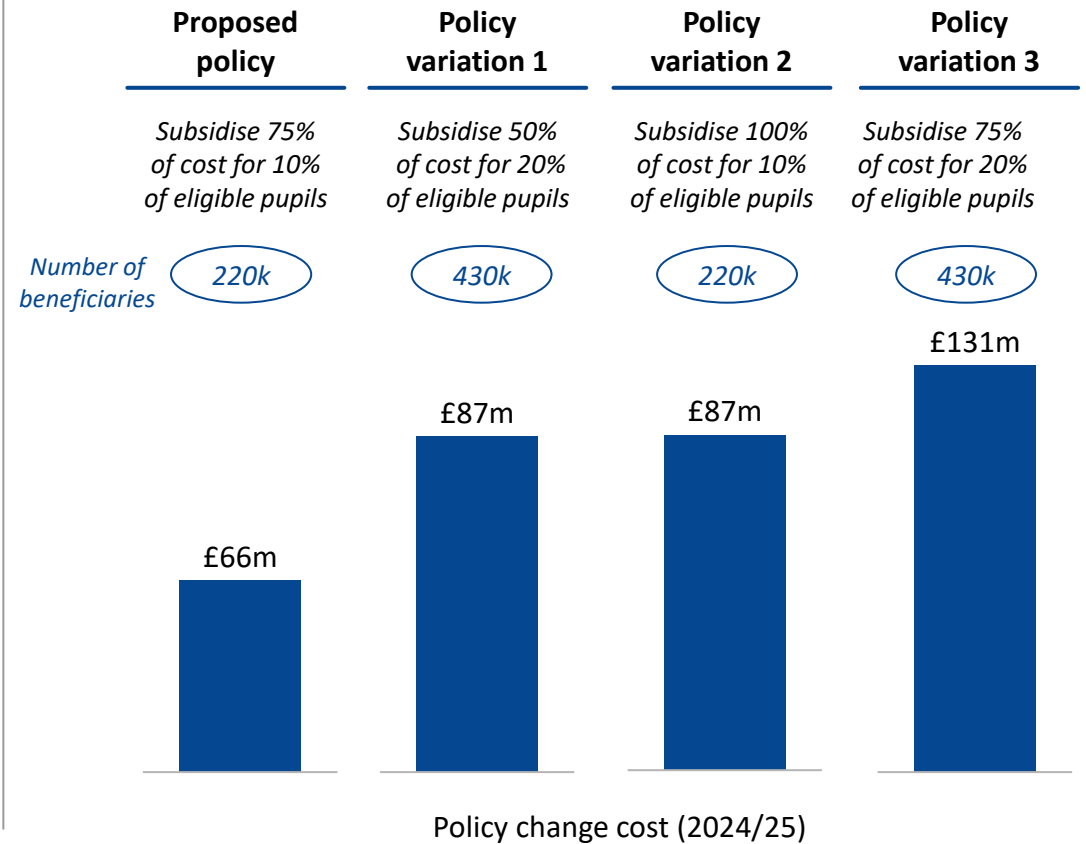 Proposed
policy
Policy
variation 1
Policy
variation 2
Policy
variation 3
Subsidise 75%
of cost for 10%
of eligible pupils
Subsidise 50%
of cost for 20%
of eligible pupils
Subsidise 100%
of cost for 10%
of eligible pupils
Subsidise 75%
of cost for 20%
of eligible pupils
Number of
beneficiaries
220k
430k
220k
430k
£66m
£87m
£87m
£131m
Policy change cost (2024/25)